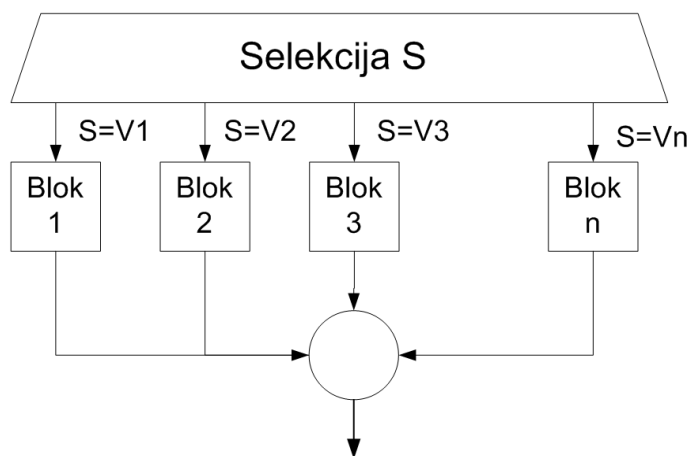 Selekcija S
S=V1
S=V2
S=V3
S=Vn
Blok
1
Blok
2
Blok
3
Blok
n